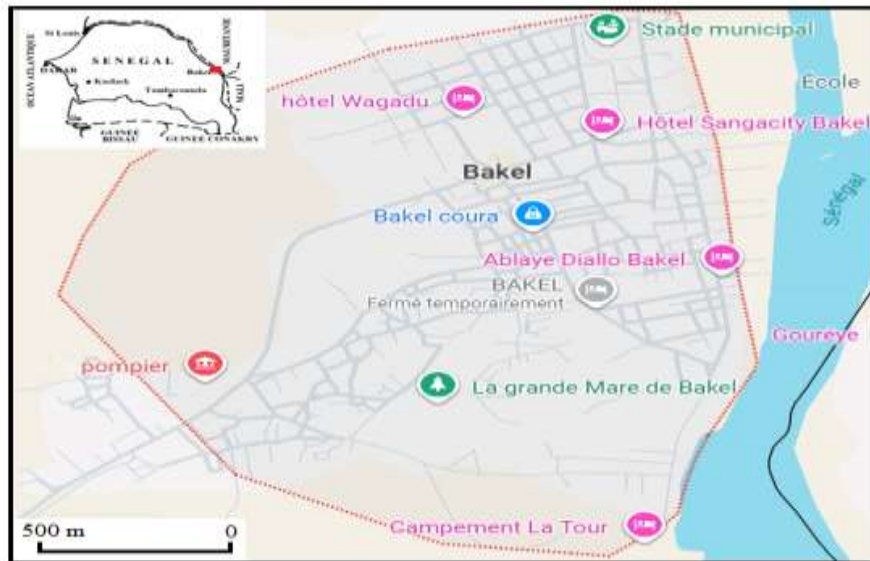 St Louis
SENEGAL
MAURITANIE
Bakel
DAKAR
Kaolack
Tambacounda
OCEAN ATLANTIQUE
MALI
GUINEE
BISSAU
GUINEE CONAKRY
Stade municipal
Ecole
hôtel Wagadu
Hôtel Sangacity Bakel
Bakel
Sénégal
Bakel coura
Ablaye Diallo Bakel
BAKEL
Fermé temporairement
Goureye
pompier
La grande Mare de Bakel
Campement La Tour
500 m
0